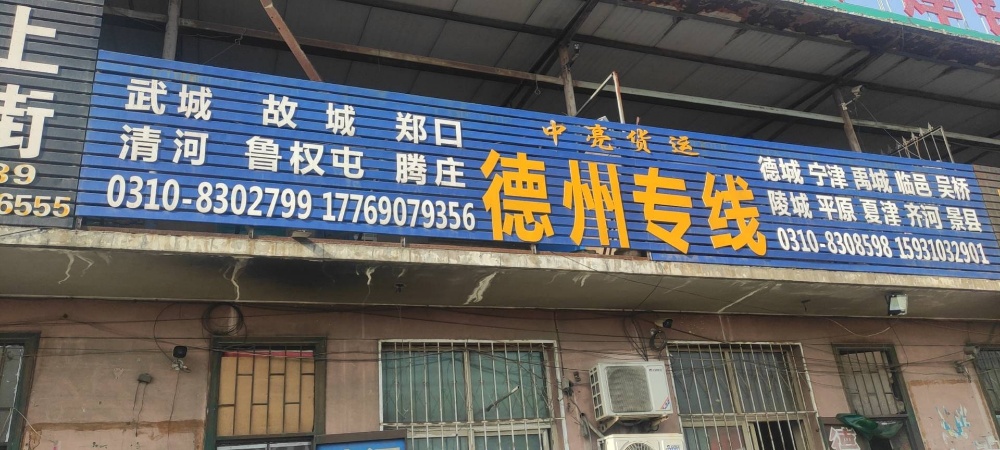 上
街
39
6555
武城 故城 郑口
清河 鲁权屯 腾庄
0310-8302799 17769079356
中亮货运
德州专线
德城 宁津 禹城 临邑 吴桥
陵城 平原 夏津 齐河 景县
0310-8308598 15931032901